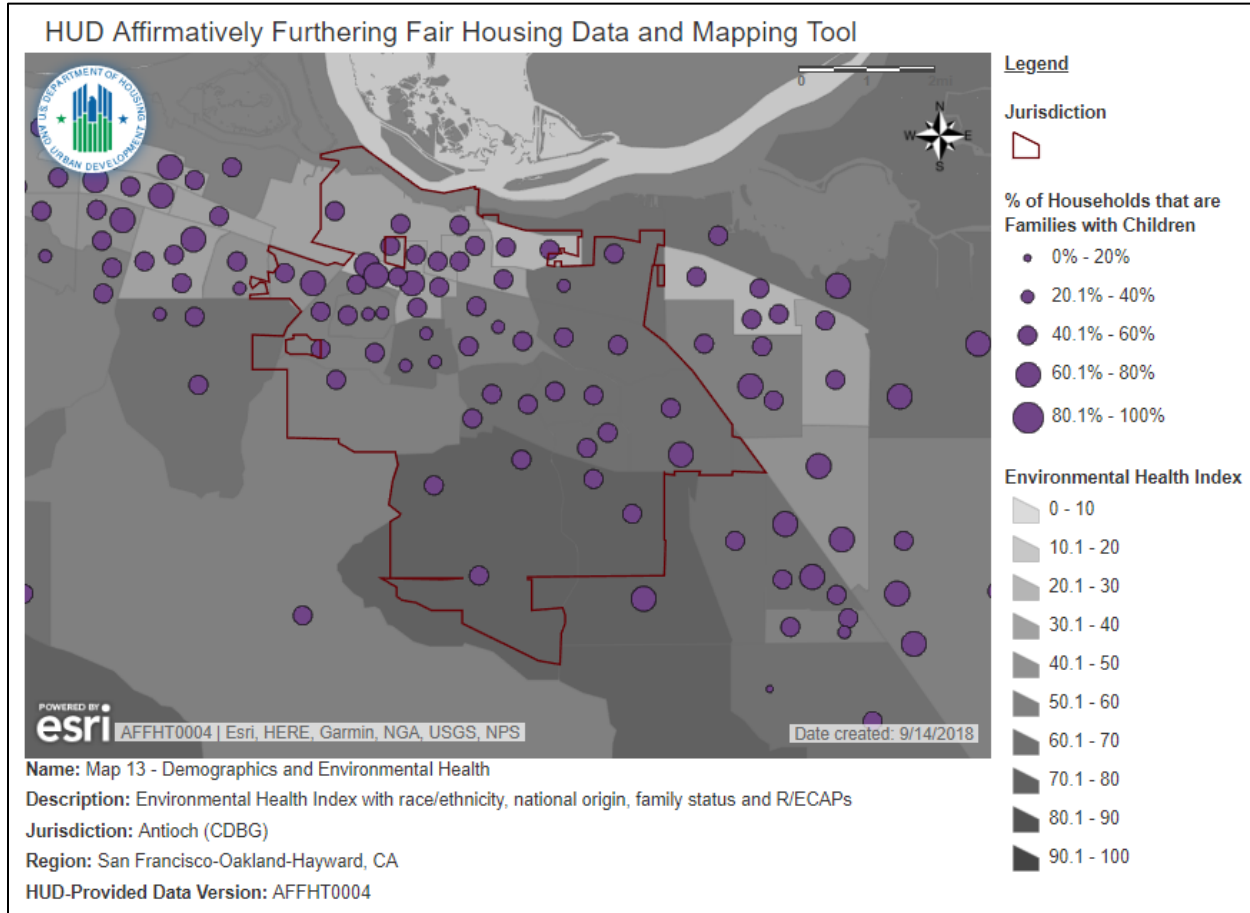 HUD Affirmatively Furthering Fair Housing Data and Mapping Tool
U.S. DEPARTMENT OF HOUSING
AND URBAN DEVELOPMENT
0 1 2mi
N
W E
S
Legend
Jurisdiction
% of Households that are
Families with Children
0% - 20%
20.1% - 40%
40.1% - 60%
60.1% - 80%
80.1% - 100%
Environmental Health Index
0 - 10
10.1 - 20
20.1 - 30
30.1 - 40
40.1 - 50
50.1 - 60
60.1 - 70
70.1 - 80
80.1 - 90
90.1 - 100
POWERED BY
esri
AFFHT0004 | Esri, HERE, Garmin, NGA, USGS, NPS
Date created: 9/14/2018
Name: Map 13 - Demographics and Environmental Health
Description: Environmental Health Index with race/ethnicity, national origin, family status and R/ECAPs
Jurisdiction: Antioch (CDBG)
Region: San Francisco-Oakland-Hayward, CA
HUD-Provided Data Version: AFFHT0004